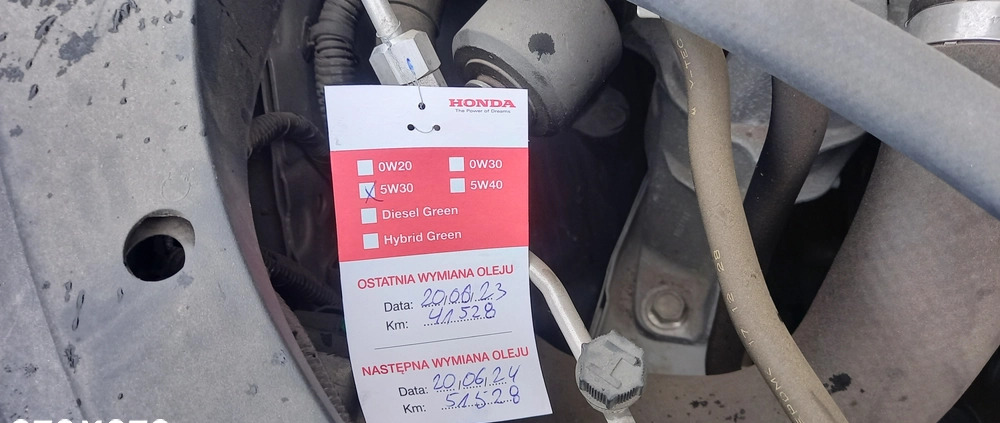 HONDA
The Power of Dreams
0W20 0W30
5W30 5W40
Diesel Green
Hybrid Green
OSTATNIA WYMIANA OLEJU
Data: 20,06,23
Km: 41528
NASTĘPNA WYMIANA OLEJU
Data: 20,06,24
Km: 51528